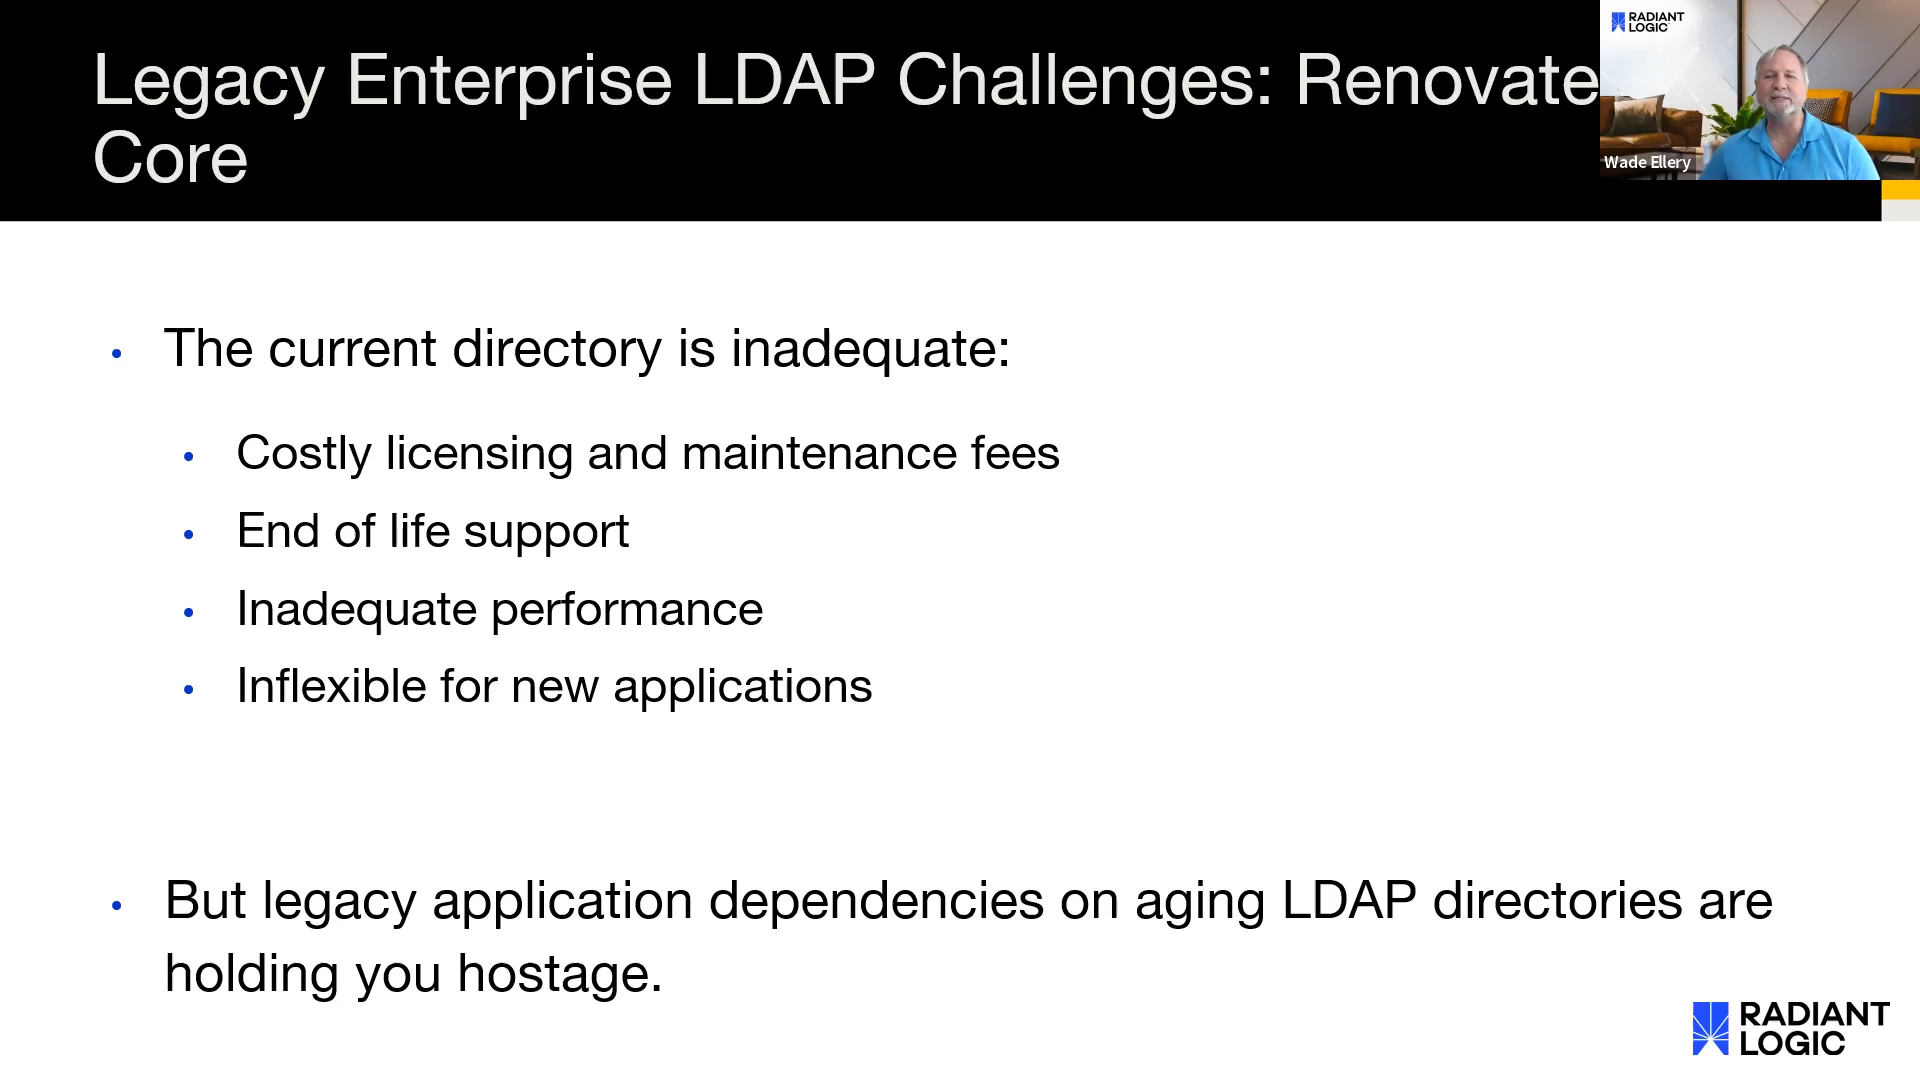 Legacy Enterprise LDAP Challenges: Renovate
Core
RADIANT
LOGIC
Wade Ellery
• The current directory is inadequate:
• Costly licensing and maintenance fees
• End of life support
• Inadequate performance
• Inflexible for new applications
• But legacy application dependencies on aging LDAP directories are
holding you hostage.
RADIANT
LOGIC